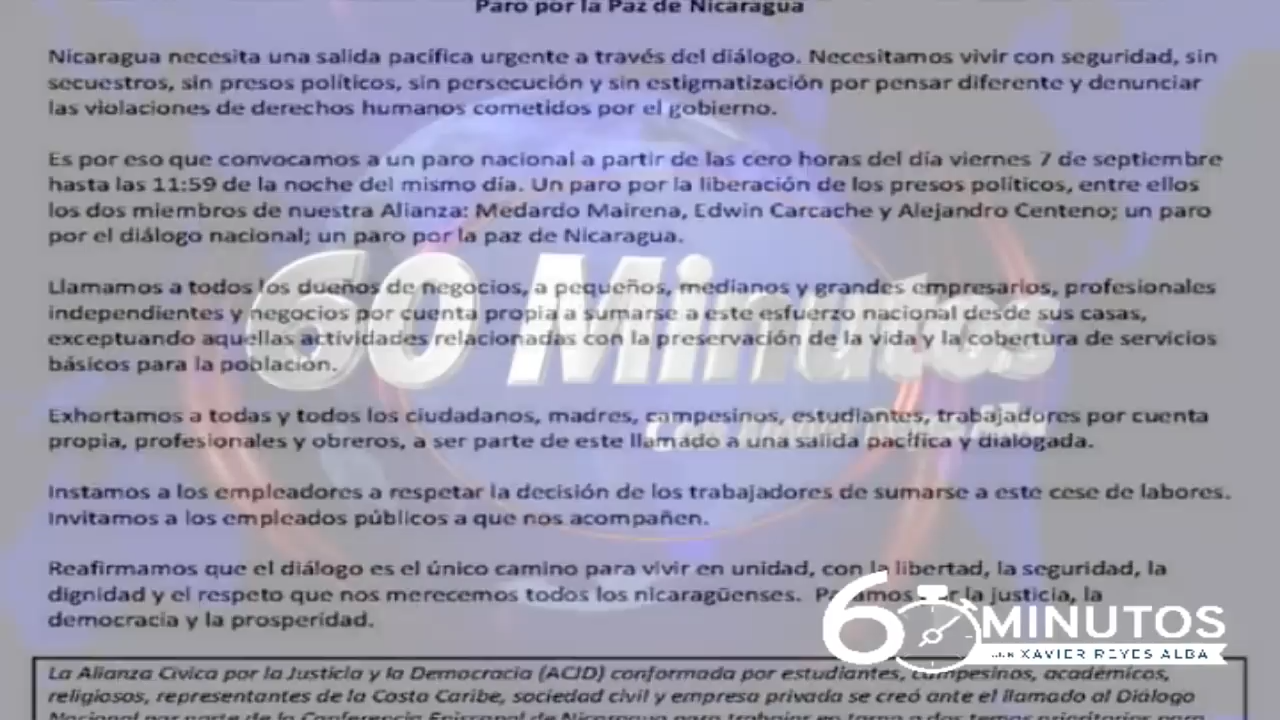 Paro por la Paz de Nicaragua
Nicaragua necesita una salida pacífica urgente a través del diálogo. Necesitamos vivir con seguridad, sin
secuestros, sin presos políticos, sin persecución y sin estigmatización por pensar diferente y denunciar
las violaciones de derechos humanos cometidos por el gobierno.
Es por eso que convocamos a un paro nacional a partir de las cero horas del día viernes 7 de septiembre
hasta las 11:59 de la noche del mismo día. Un paro por la liberación de los presos políticos, entre ellos
los dos miembros de nuestra Alianza: Medardo Mairena, Edwin Carcache y Alejandro Centeno; un paro
por el diálogo nacional; un paro por la paz de Nicaragua.
Llamamos a todos los dueños de negocios, a pequeños, medianos y grandes empresarios, profesionales
independientes y negocios por cuenta propia a sumarse a este esfuerzo nacional desde sus casas,
exceptuando aquellas actividades relacionadas con la preservación de la vida y la cobertura de servicios
básicos para la población.
60 Minutos
Exhortamos a todas y todos los ciudadanos, madres, campesinos, estudiantes, trabajadores por cuenta
propia, profesionales y obreros, a ser parte de este llamado a una salida pacífica y dialogada.
Instamos a los empleadores a respetar la decisión de los trabajadores de sumarse a este cese de labores.
Invitamos a los empleados públicos a que nos acompañen.
Reafirmamos que el diálogo es el único camino para vivir en unidad, con la libertad, la seguridad, la
dignidad y el respeto que nos merecemos todos los nicaragüenses. la justicia, la
democracia y la prosperidad.
60 MINUTOS
CON XAVIER REYES ALBA
La Alianza Cívica por la Justicia y la Democracia (ACJD) conformada por estudiantes, campesinos, académicos,
religiosos, representantes de la Costa Caribe, sociedad civil y empresa privada se creó ante el llamado al Diálogo